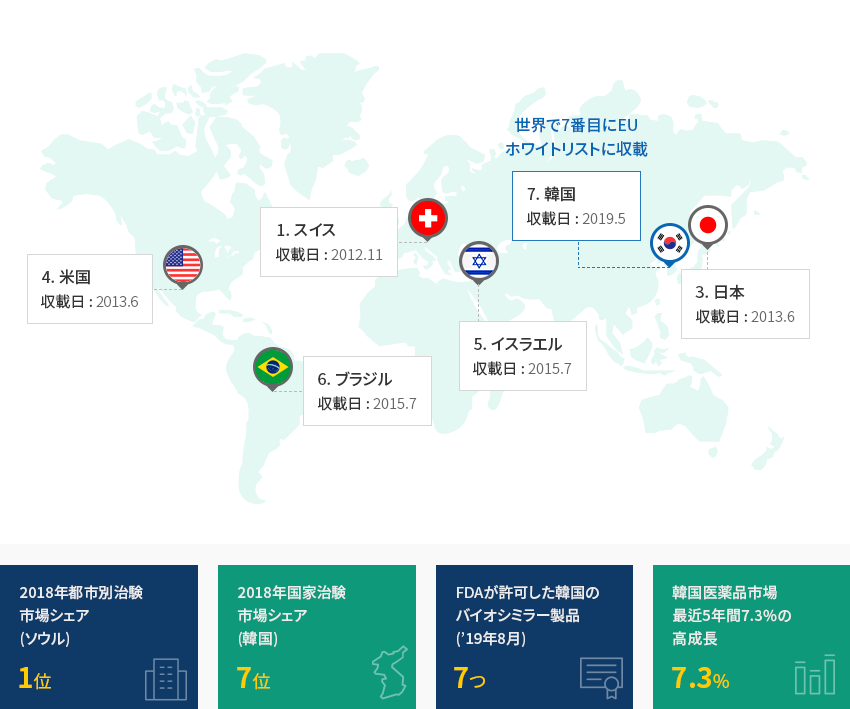 世界で7番目にEU
ホワイトリストに収載
7. 韓国
収載日 : 2019.5
1. スイス
収載日 : 2012.11
4. 米国
収載日 : 2013.6
3. 日本
収載日 : 2013.6
5. イスラエル
収載日 : 2015.7
6. ブラジル
収載日 : 2015.7
2018年都市別治験
市場シェア
(ソウル)
1位
2018年国家治験
市場シェア
(韓国)
7位
FDAが許可した韓国の
バイオシミラー製品
(’19年8月)
7つ
韓国医薬品市場
最近5年間7.3%の
高成長
7.3%